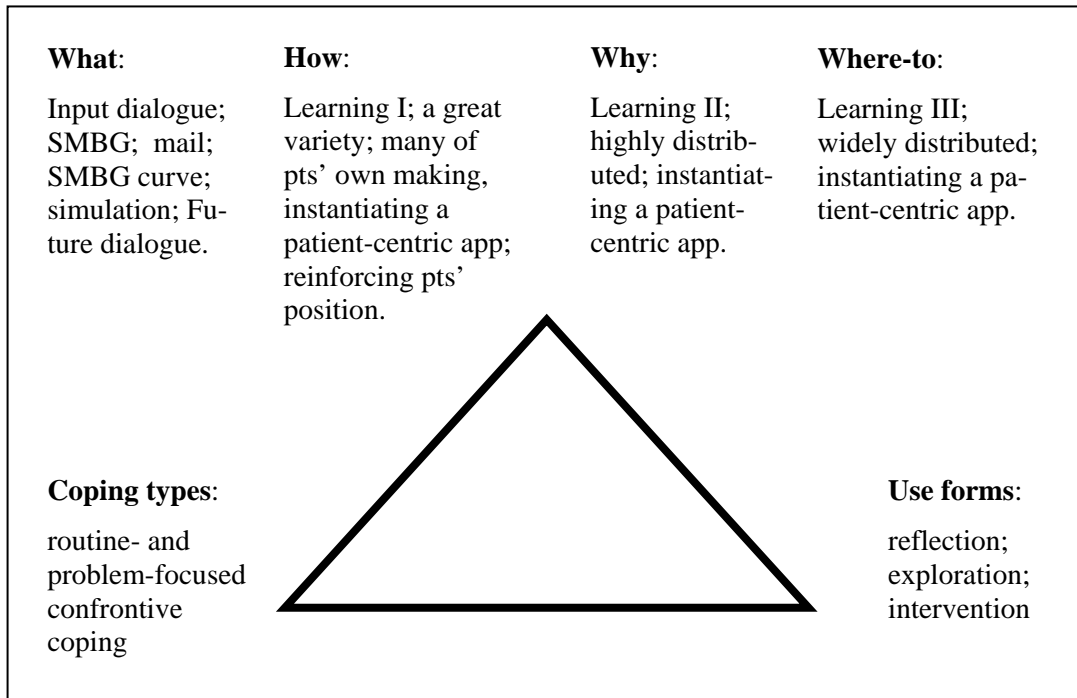 What:
Input dialogue;
SMBG;  mail;
SMBG curve;
simulation; Fu-
ture dialogue.
How:
Learning I; a great
variety; many of
pts’ own making,
instantiating a
patient-centric app;
reinforcing pts’
position.
Why:
Learning II;
highly distrib-
uted; instantiat-
ing a patient-
centric app.
Where-to:
Learning III;
widely distributed;
instantiating a pa-
tient-centric app.
Coping types:
routine- and
problem-focused
confrontive
coping
Use forms:
reflection;
exploration;
intervention